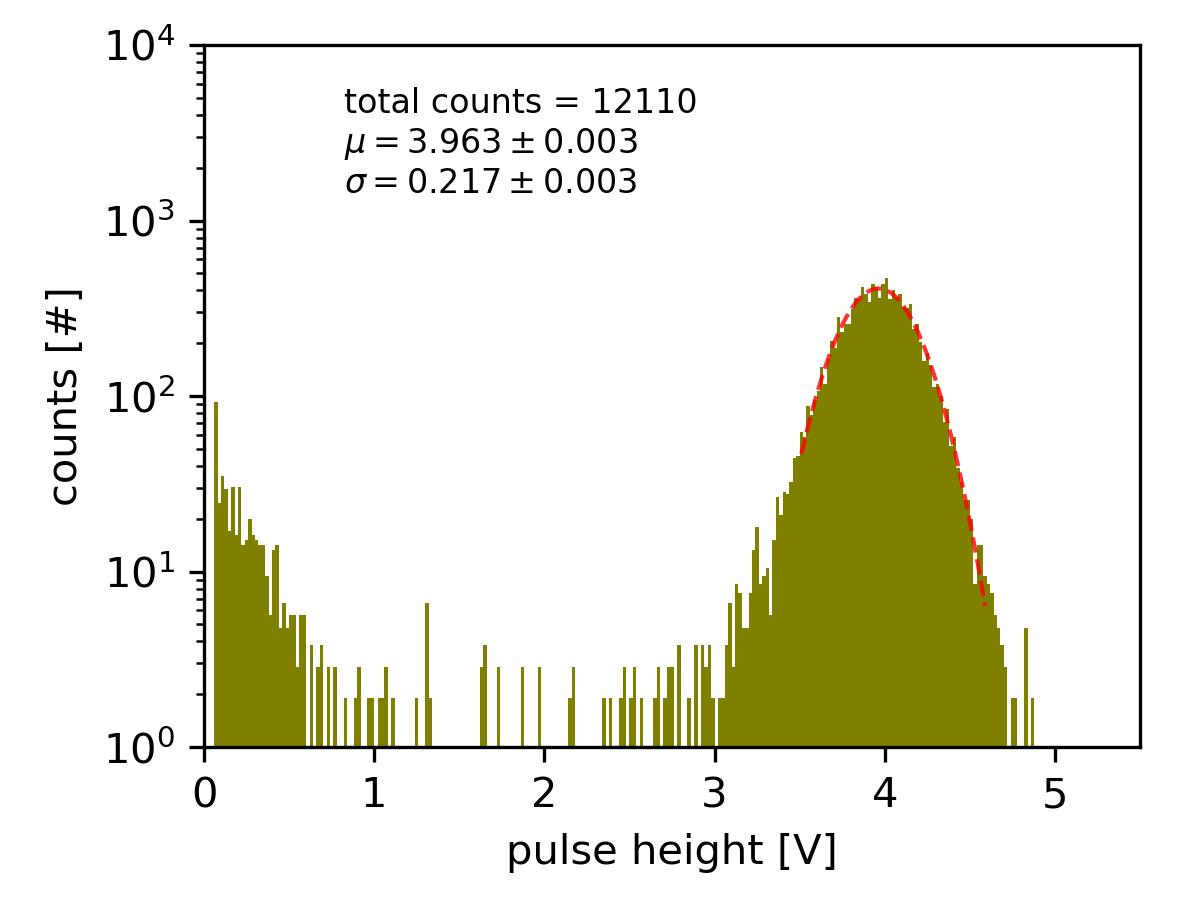 total counts = 12110
μ = 3.963 ± 0.003
σ = 0.217 ± 0.003
10⁴
10³
10²
10¹
10⁰
counts [#]
0 1 2 3 4 5
pulse height [V]